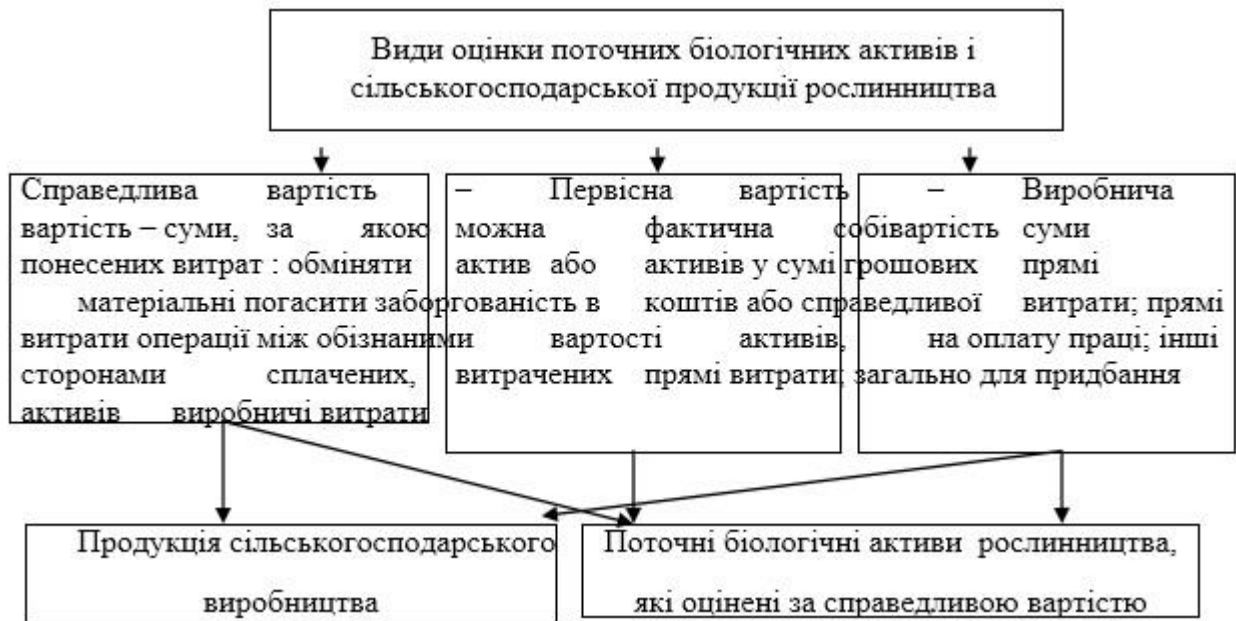 Види оцінки поточних біологічних активів і
сільськогосподарської продукції рослинництва
Справедлива вартість – Первісна вартість – Виробнича
вартість – суми, за якою можна фактична собівартість суми
понесених витрат : обміняти актив або активів у сумі грошових прямі
матеріальні погасити заборгованість в коштів або справедливої витрати; прямі
витрати операції між обізнаними вартості активів, на оплату праці; інші
сторонами сплачених, витрачених прямі витрати; загально для придбання
активів виробничі витрати
Продукція сільськогосподарського
виробництва
Поточні біологічні активи рослинництва,
які оцінені за справедливою вартістю